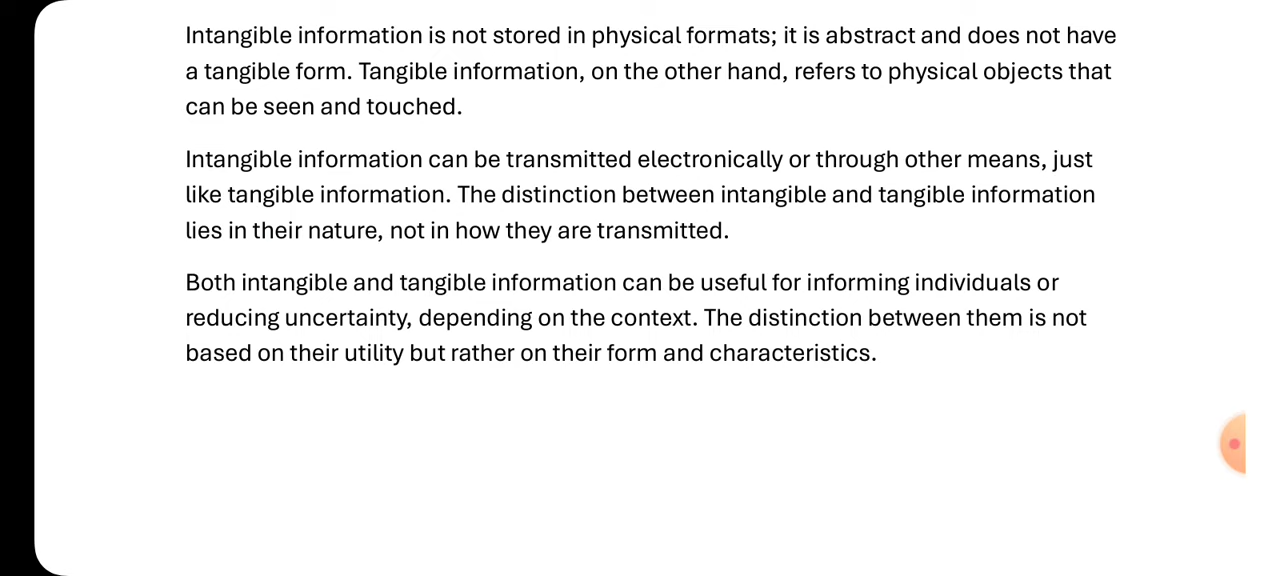 Intangible information is not stored in physical formats; it is abstract and does not have
a tangible form. Tangible information, on the other hand, refers to physical objects that
can be seen and touched.
Intangible information can be transmitted electronically or through other means, just
like tangible information. The distinction between intangible and tangible information
lies in their nature, not in how they are transmitted.
Both intangible and tangible information can be useful for informing individuals or
reducing uncertainty, depending on the context. The distinction between them is not
based on their utility but rather on their form and characteristics.